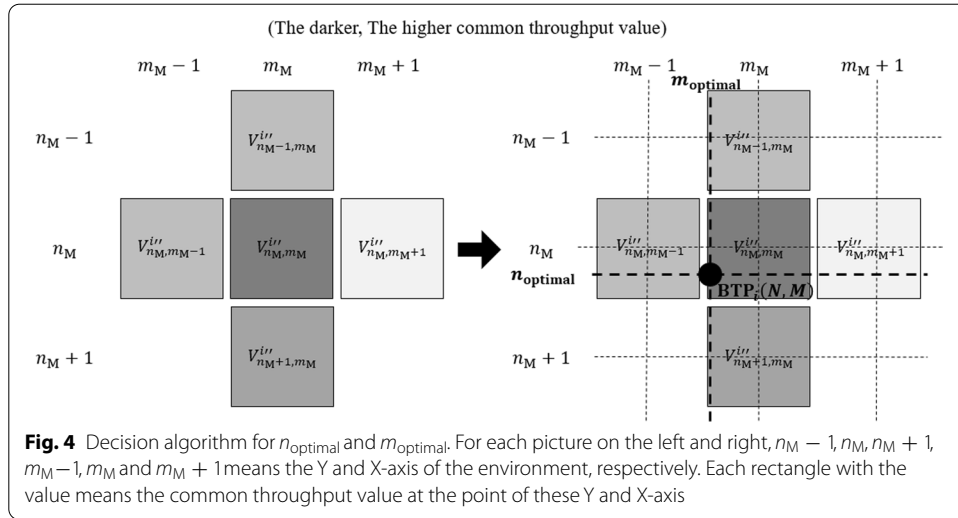 (The darker, The higher common throughput value)
m_M − 1 m_M m_M + 1 m_M − 1 m_M m_M + 1
m_optimal
n_M − 1 V^{i′′}_{n_M−1,m_M} n_M − 1 V^{i′′}_{n_M−1,m_M}
n_M V^{i′′}_{n_M,m_M−1} V^{i′′}_{n_M,m_M} V^{i′′}_{n_M,m_M+1} n_M V^{i′′}_{n_M,m_M−1} V^{i′′}_{n_M,m_M} V^{i′′}_{n_M,m_M+1}
n_optimal BTP_i(N, M)
n_M + 1 V^{i′′}_{n_M+1,m_M} n_M + 1 V^{i′′}_{n_M+1,m_M}
Fig. 4 Decision algorithm for n_optimal and m_optimal. For each picture on the left and right, n_M − 1, n_M, n_M + 1,
m_M−1, m_M and m_M + 1 means the Y and X-axis of the environment, respectively. Each rectangle with the
value means the common throughput value at the point of these Y and X-axis